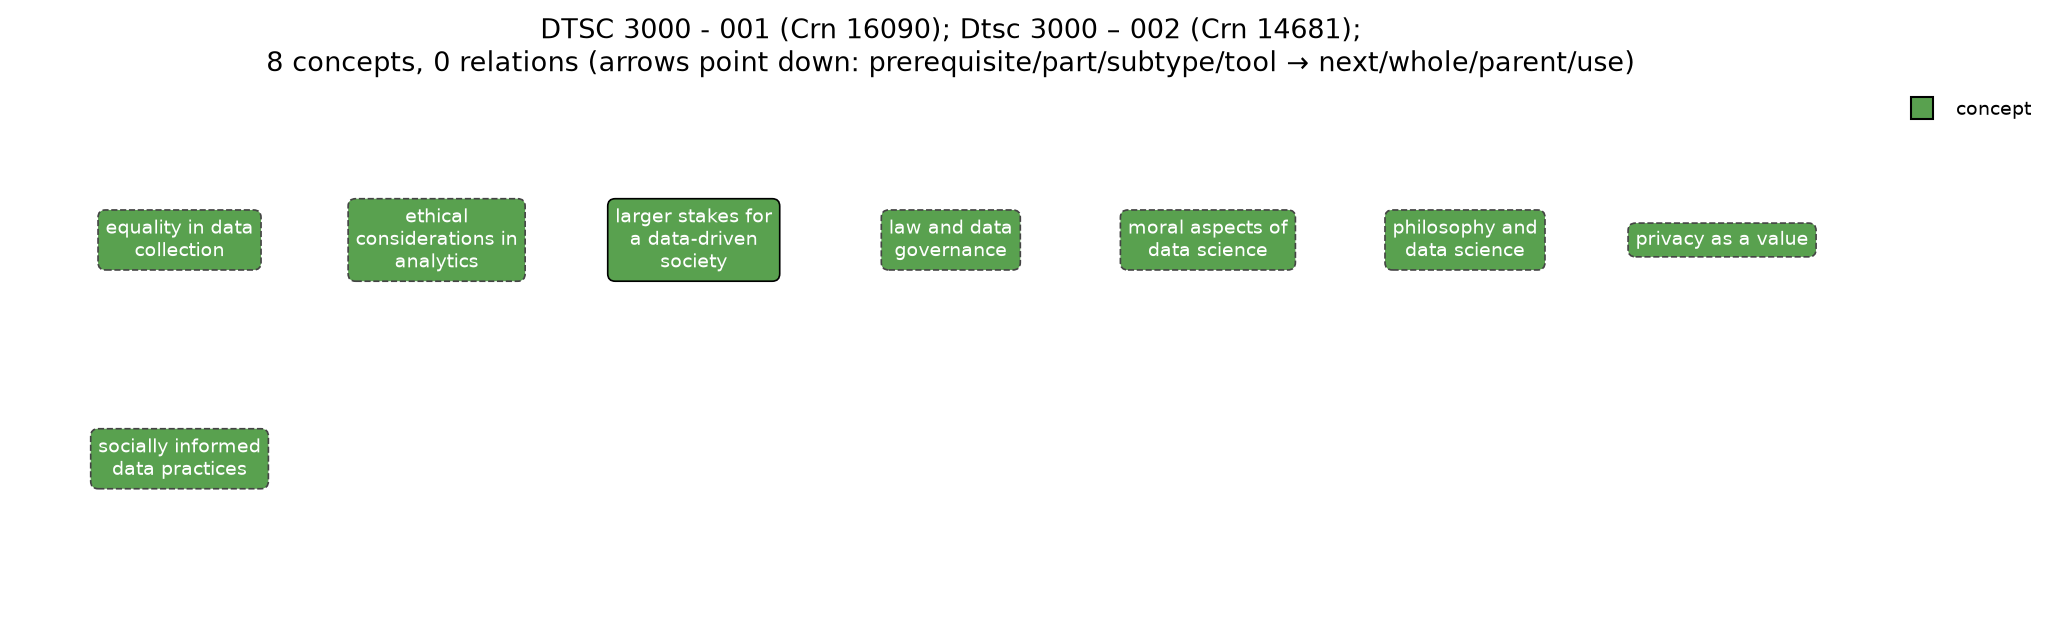 DTSC 3000 - 001 (Crn 16090); Dtsc 3000 – 002 (Crn 14681);
8 concepts, 0 relations (arrows point down: prerequisite/part/subtype/tool → next/whole/parent/use)
concept
equality in data
collection
ethical
considerations in
analytics
larger stakes for
a data-driven
society
law and data
governance
moral aspects of
data science
philosophy and
data science
privacy as a value
socially informed
data practices